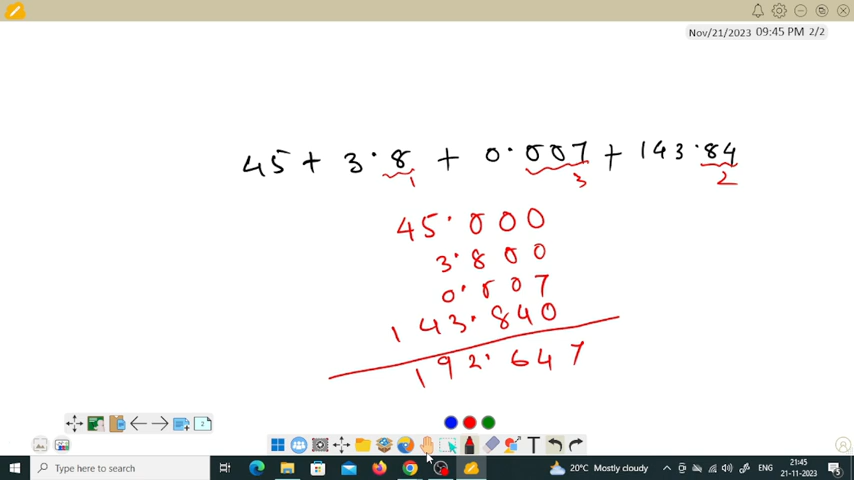 Nov/21/2023 09:45 PM 2/2
45 + 3.8 + 0.007 + 143.84
1 3 2
45.000
3.800
0.007
143.840
192.647
2
T
Type here to search
20°C Mostly cloudy
ENG
21:45
21-11-2023
5